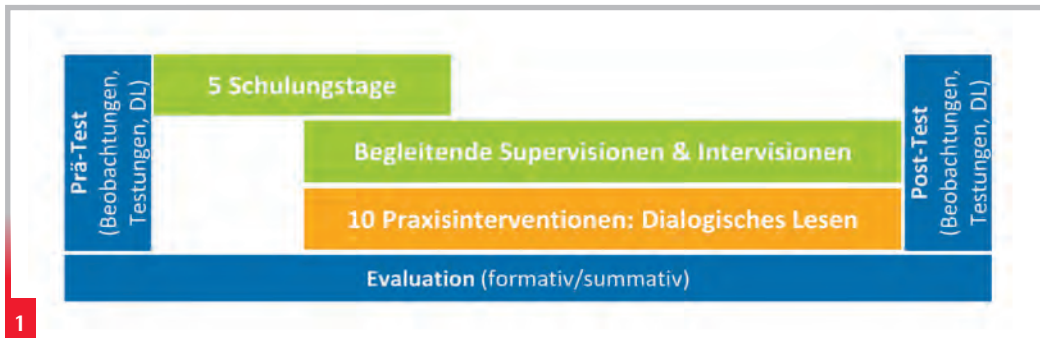 Prä-Test
(Beobachtungen,
Testungen, DL)
5 Schulungstage
Begleitende Supervisionen & Intervisionen
10 Praxisinterventionen: Dialogisches Lesen
Post-Test
(Beobachtungen,
Testungen, DL)
Evaluation (formativ/summativ)
1